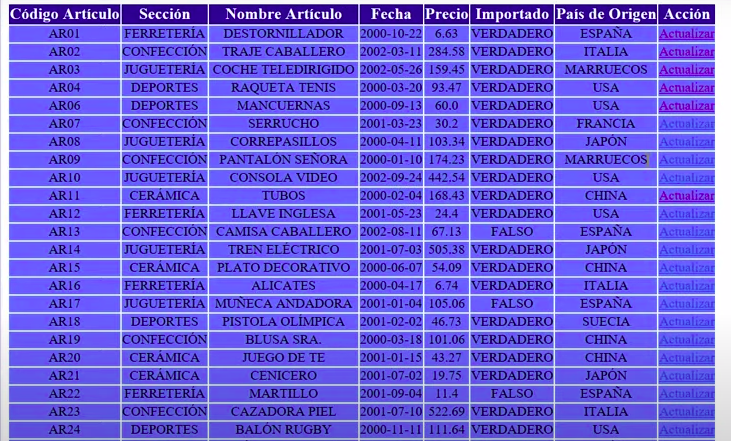 Código Artículo Sección Nombre Artículo Fecha Precio Importado País de Origen Acción
AR01 FERRETERÍA DESTORNILLADOR 2000-10-22 6.63 VERDADERO ESPAÑA Actualizar
AR02 CONFECCIÓN TRAJE CABALLERO 2002-03-11 284.58 VERDADERO ITALIA Actualizar
AR03 JUGUETERÍA COCHE TELEDIRIGIDO 2002-05-26 159.45 VERDADERO MARRUECOS Actualizar
AR04 DEPORTES RAQUETA TENIS 2000-03-20 93.47 VERDADERO USA Actualizar
AR06 DEPORTES MANCUERNAS 2000-09-13 60.0 VERDADERO USA Actualizar
AR07 CONFECCIÓN SERRUCHO 2001-03-23 30.2 VERDADERO FRANCIA Actualizar
AR08 JUGUETERÍA CORREPASILLOS 2000-04-11 103.34 VERDADERO JAPÓN Actualizar
AR09 CONFECCIÓN PANTALÓN SEÑORA 2000-01-10 174.23 VERDADERO MARRUECOS Actualizar
AR10 JUGUETERÍA CONSOLA VIDEO 2002-09-24 442.54 VERDADERO USA Actualizar
AR11 CERÁMICA TUBOS 2000-02-04 168.43 VERDADERO CHINA Actualizar
AR12 FERRETERÍA LLAVE INGLESA 2001-05-23 24.4 VERDADERO USA Actualizar
AR13 CONFECCIÓN CAMISA CABALLERO 2002-08-11 67.13 FALSO ESPAÑA Actualizar
AR14 JUGUETERÍA TREN ELÉCTRICO 2001-07-03 505.38 VERDADERO JAPÓN Actualizar
AR15 CERÁMICA PLATO DECORATIVO 2000-06-07 54.09 VERDADERO CHINA Actualizar
AR16 FERRETERÍA ALICATES 2000-04-17 6.74 VERDADERO ITALIA Actualizar
AR17 JUGUETERÍA MUÑECA ANDADORA 2001-01-04 105.06 FALSO ESPAÑA Actualizar
AR18 DEPORTES PISTOLA OLÍMPICA 2001-02-02 46.73 VERDADERO SUECIA Actualizar
AR19 CONFECCIÓN BLUSA SRA. 2000-03-18 101.06 VERDADERO CHINA Actualizar
AR20 CERÁMICA JUEGO DE TE 2001-01-15 43.27 VERDADERO CHINA Actualizar
AR21 CERÁMICA CENICERO 2001-07-02 19.75 VERDADERO JAPÓN Actualizar
AR22 FERRETERÍA MARTILLO 2001-09-04 11.4 FALSO ESPAÑA Actualizar
AR23 CONFECCIÓN CAZADORA PIEL 2001-07-10 522.69 VERDADERO ITALIA Actualizar
AR24 DEPORTES BALÓN RUGBY 2000-11-11 111.64 VERDADERO USA Actualizar